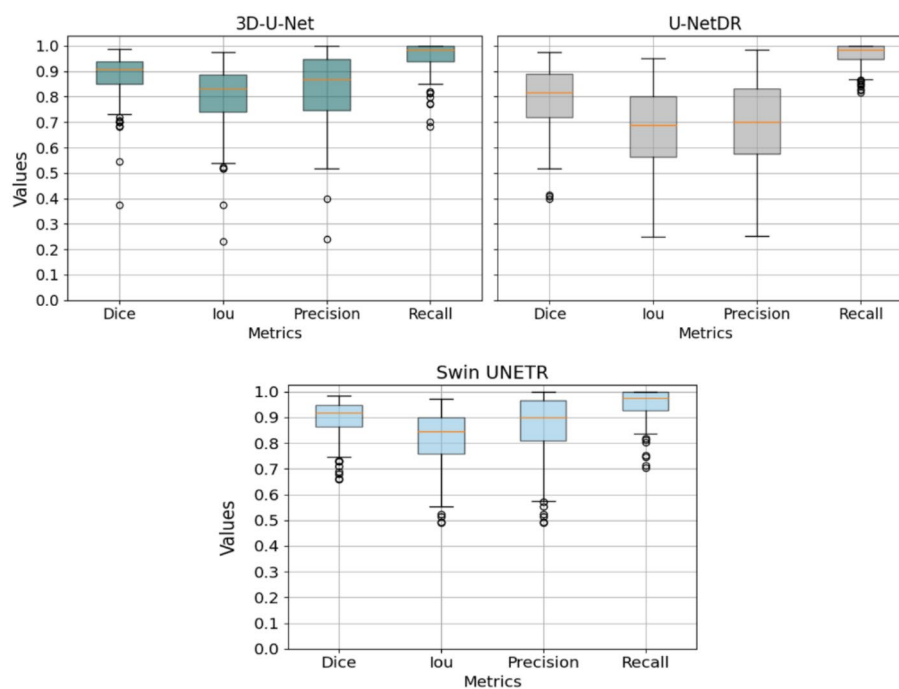 3D-U-Net
1.0
0.9
0.8
0.7
0.6
0.5
0.4
0.3
0.2
0.1
0.0
Values
Dice Iou Precision Recall
Metrics
U-NetDR
Dice Iou Precision Recall
Metrics
Swin UNETR
1.0
0.9
0.8
0.7
0.6
0.5
0.4
0.3
0.2
0.1
0.0
Values
Dice Iou Precision Recall
Metrics